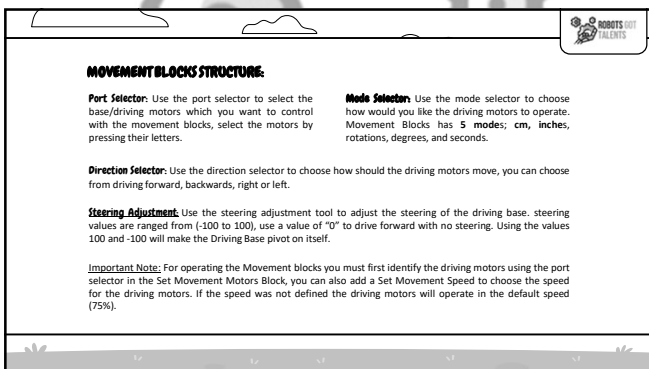 ROBOTS GOT
TALENTS
MOVEMENT BLOCKS STRUCTURE:
Port Selector: Use the port selector to select the
base/driving motors which you want to control
with the movement blocks, select the motors by
pressing their letters.
Mode Selector: Use the mode selector to choose
how would you like the driving motors to operate.
Movement Blocks has 5 modes; cm, inches,
rotations, degrees, and seconds.
Direction Selector: Use the direction selector to choose how should the driving motors move, you can choose
from driving forward, backwards, right or left.
Steering Adjustment: Use the steering adjustment tool to adjust the steering of the driving base. steering
values are ranged from (-100 to 100), use a value of “0” to drive forward with no steering. Using the values
100 and -100 will make the Driving Base pivot on itself.
Important Note: For operating the Movement blocks you must first identify the driving motors using the port
selector in the Set Movement Motors Block, you can also add a Set Movement Speed to choose the speed
for the driving motors. If the speed was not defined the driving motors will operate in the default speed
(75%).